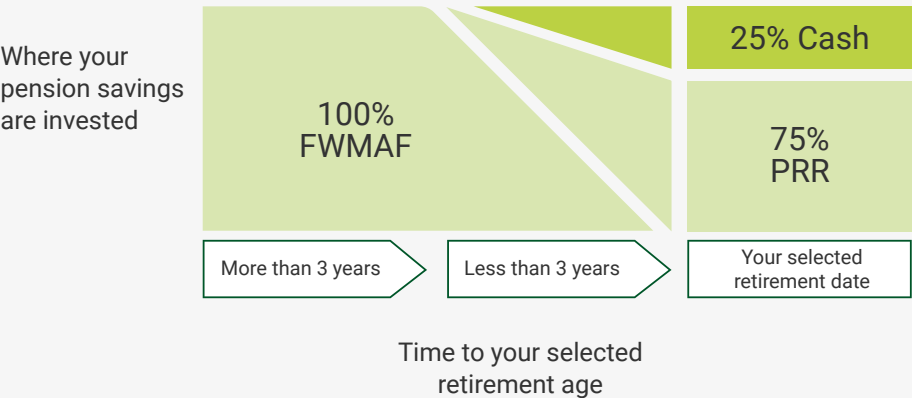 Where your
pension savings
are invested
100%
FWMAF
25% Cash
75%
PRR
More than 3 years
Less than 3 years
Your selected
retirement date
Time to your selected
retirement age